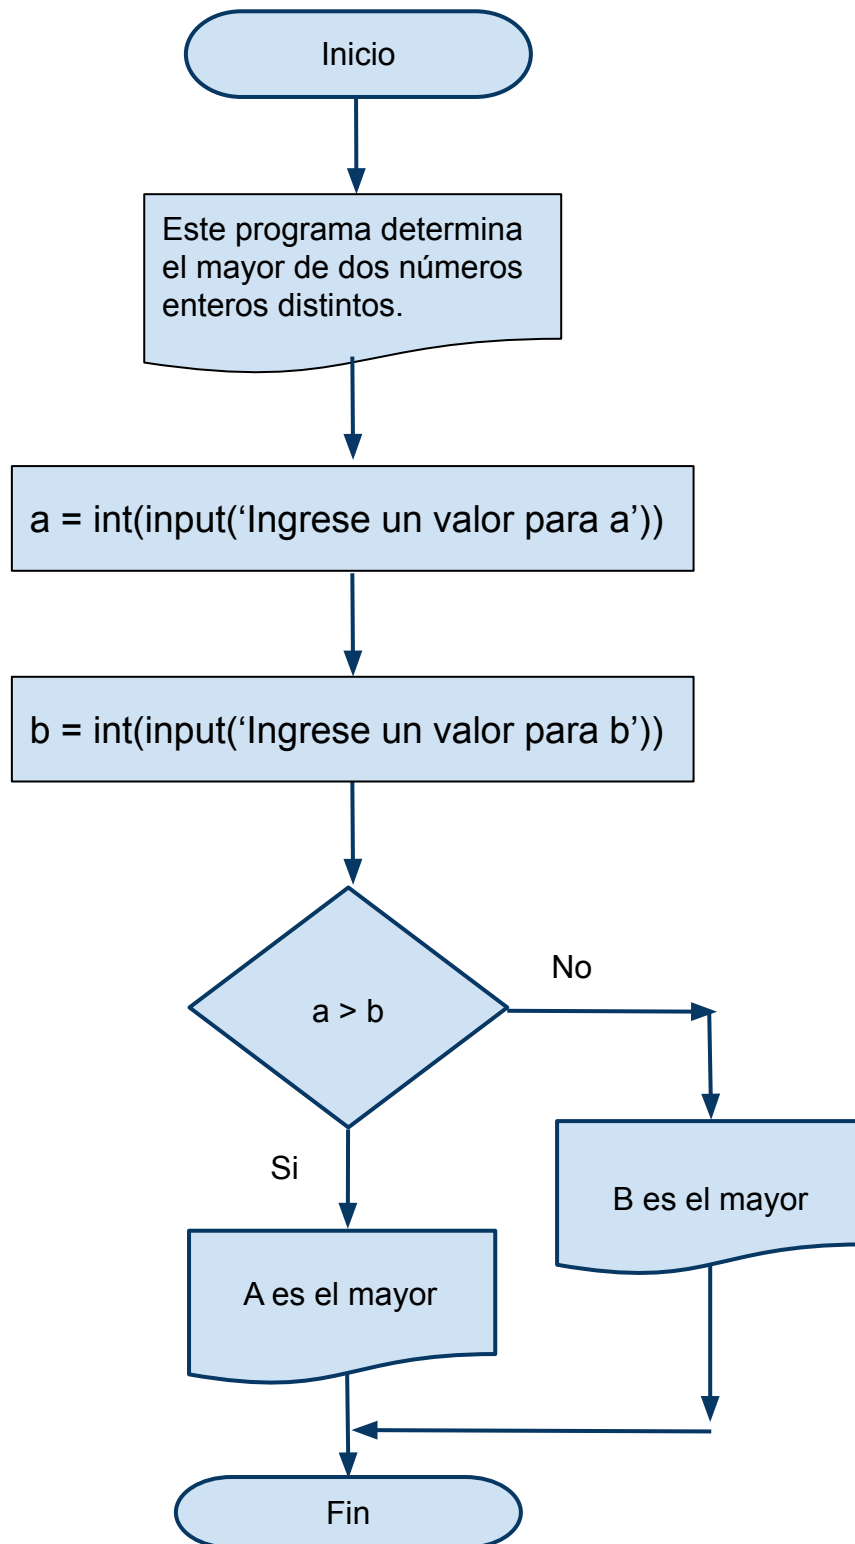 Inicio
Este programa determina
el mayor de dos números
enteros distintos.
a = int(input(‘Ingrese un valor para a’))
b = int(input(‘Ingrese un valor para b’))
a > b
No
Si
B es el mayor
A es el mayor
Fin